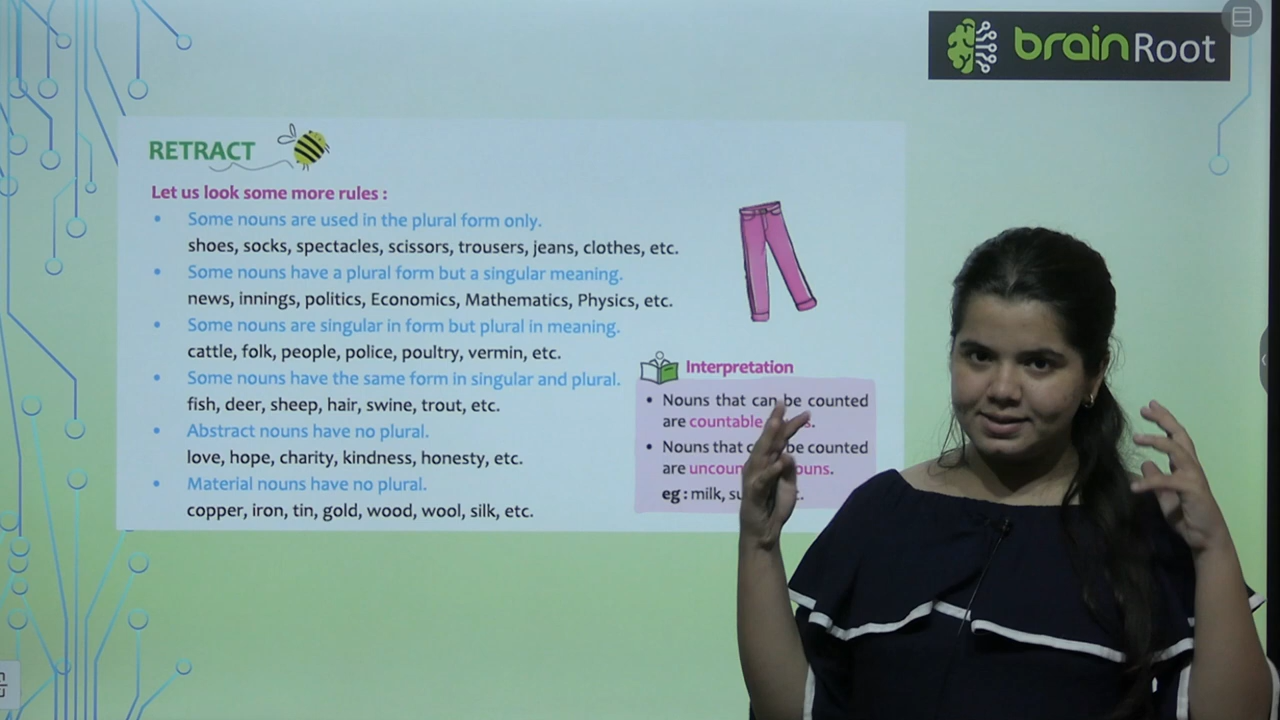 brainRoot
RETRACT
Let us look some more rules :
• Some nouns are used in the plural form only.
shoes, socks, spectacles, scissors, trousers, jeans, clothes, etc.
• Some nouns have a plural form but a singular meaning.
news, innings, politics, Economics, Mathematics, Physics, etc.
• Some nouns are singular in form but plural in meaning.
cattle, folk, people, police, poultry, vermin, etc.
• Some nouns have the same form in singular and plural.
fish, deer, sheep, hair, swine, trout, etc.
• Abstract nouns have no plural.
love, hope, charity, kindness, honesty, etc.
• Material nouns have no plural.
copper, iron, tin, gold, wood, wool, silk, etc.
Interpretation
• Nouns that can be counted
are countable
• Nouns that be counted
are
eg : milk,